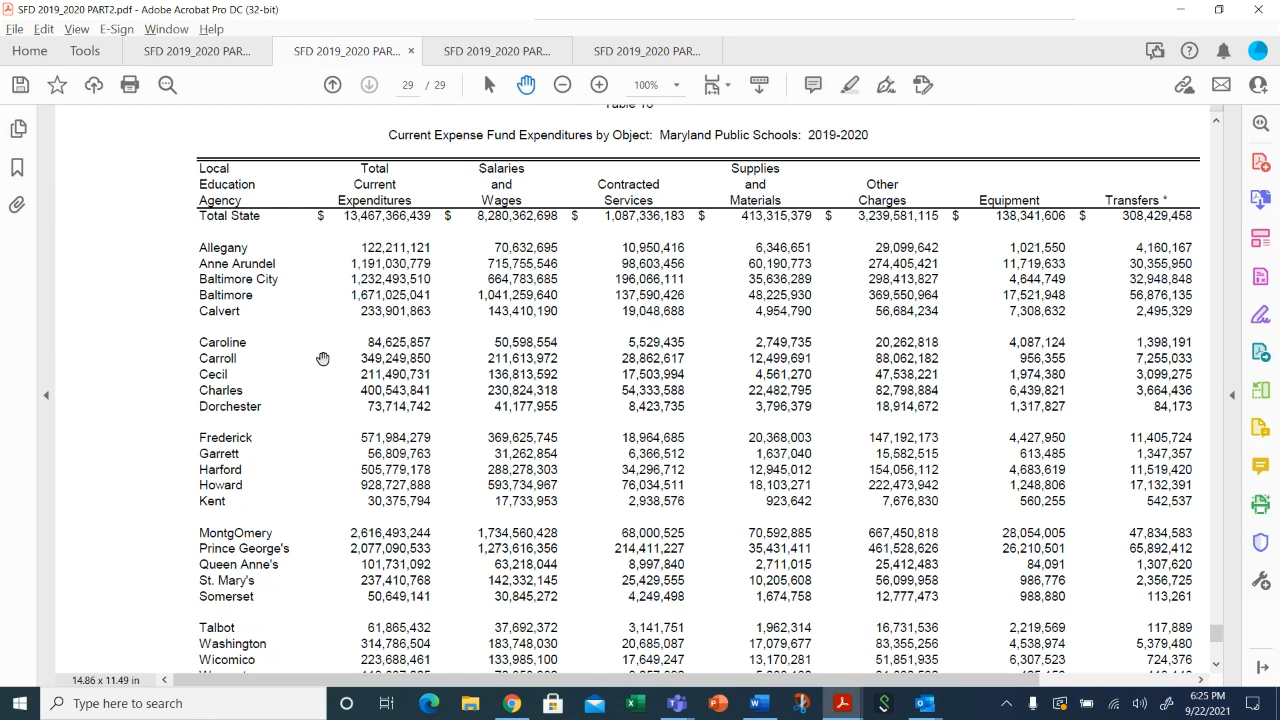 SFD 2019_2020 PART2.pdf - Adobe Acrobat Pro DC (32-bit)
File Edit View E-Sign Window Help
Home Tools SFD 2019_2020 PAR... SFD 2019_2020 PAR... × SFD 2019_2020 PAR... SFD 2019_2020 PAR...
29 / 29 100%
Table 10
Current Expense Fund Expenditures by Object: Maryland Public Schools: 2019-2020
Local Total Salaries Supplies
Education Current and Contracted and Other
Agency Expenditures Wages Services Materials Charges Equipment Transfers *
Total State $ 13,467,366,439 $ 8,280,362,698 $ 1,087,336,183 $ 413,315,379 $ 3,239,581,115 $ 138,341,606 $ 308,429,458
Allegany 122,211,121 70,632,695 10,950,416 6,346,651 29,099,642 1,021,550 4,160,167
Anne Arundel 1,191,030,779 715,755,546 98,603,456 60,190,773 274,405,421 11,719,633 30,355,950
Baltimore City 1,232,493,510 664,783,685 196,066,111 35,636,289 298,413,827 4,644,749 32,948,848
Baltimore 1,671,025,041 1,041,259,640 137,590,426 48,225,930 369,550,964 17,521,948 56,876,135
Calvert 233,901,863 143,410,190 19,048,688 4,954,790 56,684,234 7,308,632 2,495,329
Caroline 84,625,857 50,598,554 5,529,435 2,749,735 20,262,818 4,087,124 1,398,191
Carroll 349,249,850 211,613,972 28,862,617 12,499,691 88,062,182 956,355 7,255,033
Cecil 211,490,731 136,813,592 17,503,994 4,561,270 47,538,221 1,974,380 3,099,275
Charles 400,543,841 230,824,318 54,333,588 22,482,795 82,798,884 6,439,821 3,664,436
Dorchester 73,714,742 41,177,955 8,423,735 3,796,379 18,914,672 1,317,827 84,173
Frederick 571,984,279 369,625,745 18,964,685 20,368,003 147,192,173 4,427,950 11,405,724
Garrett 56,809,763 31,262,854 6,366,512 1,637,040 15,582,515 613,485 1,347,357
Harford 505,779,178 288,278,303 34,296,712 12,945,012 154,056,112 4,683,619 11,519,420
Howard 928,727,888 593,734,967 76,034,511 18,103,271 222,473,942 1,248,806 17,132,391
Kent 30,375,794 17,733,953 2,938,576 923,642 7,676,830 560,255 542,537
MontgOmery 2,616,493,244 1,734,560,428 68,000,525 70,592,885 667,450,818 28,054,005 47,834,583
Prince George's 2,077,090,533 1,273,616,356 214,411,227 35,431,411 461,528,626 26,210,501 65,892,412
Queen Anne's 101,731,092 63,218,044 8,997,840 2,711,015 25,412,483 84,091 1,307,620
St. Mary's 237,410,768 142,332,145 25,429,555 10,205,608 56,099,958 986,776 2,356,725
Somerset 50,649,141 30,845,272 4,249,498 1,674,758 12,777,473 988,880 113,261
Talbot 61,865,432 37,692,372 3,141,751 1,962,314 16,731,536 2,219,569 117,889
Washington 314,786,504 183,748,030 20,685,087 17,079,677 83,355,256 4,538,974 5,379,480
Wicomico 223,688,461 133,985,100 17,649,247 13,170,281 51,851,935 6,307,523 724,376
14.86 x 11.49 in
Type here to search
6:25 PM
9/22/2021